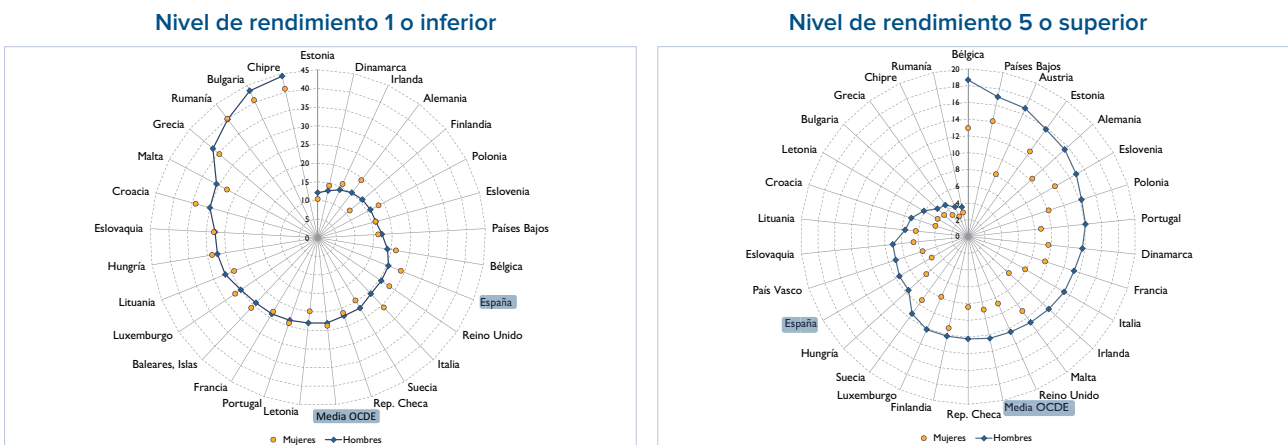 Nivel de rendimiento 1 o inferior
Estonia
Dinamarca
Irlanda
Alemania
Finlandia
Polonia
Eslovenia
Países Bajos
Bélgica
España
Reino Unido
Italia
Suecia
Rep. Checa
Media OCDE
Letonia
Portugal
Francia
Baleares, Islas
Luxemburgo
Lituania
Hungría
Eslovaquia
Croacia
Malta
Grecia
Rumanía
Bulgaria
Chipre
45
40
35
30
25
20
15
10
5
0
Mujeres Hombres
Nivel de rendimiento 5 o superior
Bélgica
Países Bajos
Austria
Estonia
Alemania
Eslovenia
Polonia
Portugal
Dinamarca
Francia
Italia
Irlanda
Malta
Reino Unido
Media OCDE
Rep. Checa
Finlandia
Luxemburgo
Suecia
Hungría
España
País Vasco
Eslovaquia
Lituania
Croacia
Letonia
Bulgaria
Grecia
Chipre
Rumanía
20
18
16
14
12
10
8
6
4
2
0
Mujeres Hombres